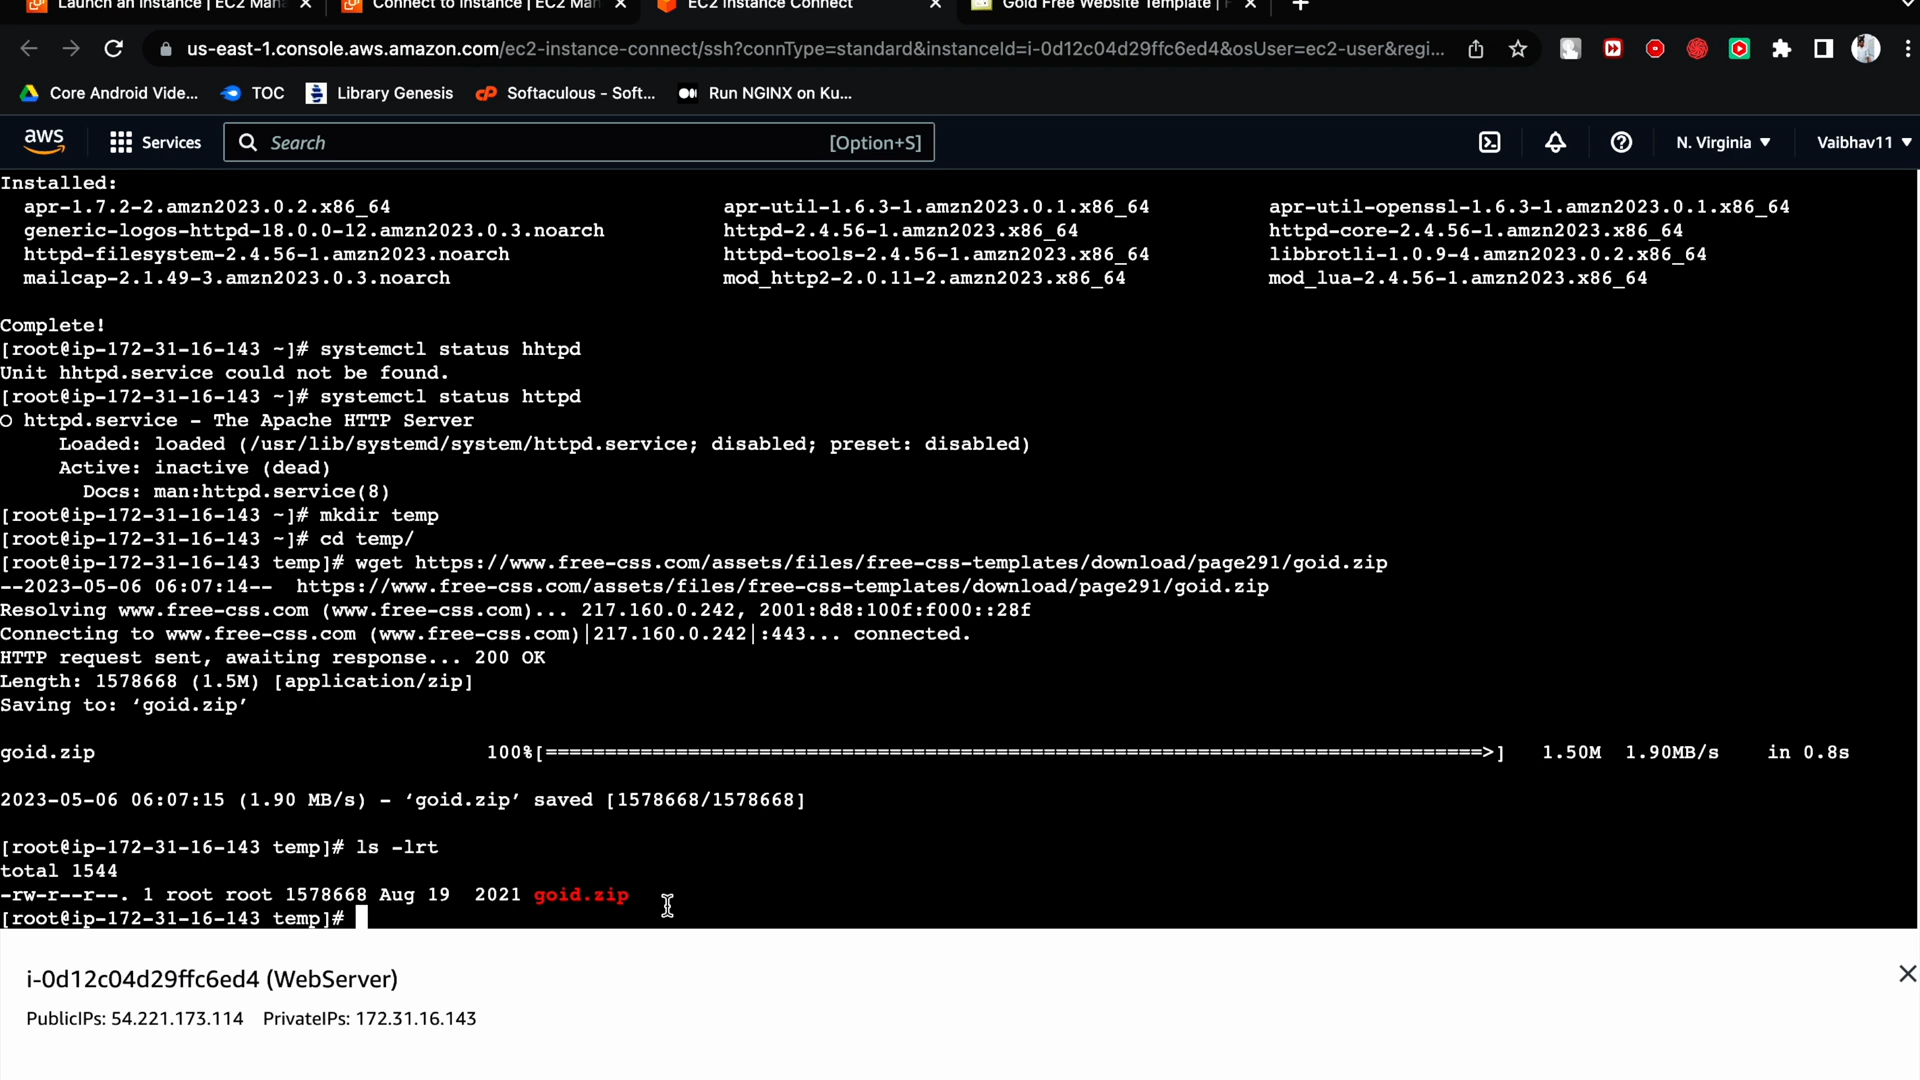 Launch an instance | EC2 Mana
Connect to instance | EC2 Man
EC2 Instance Connect
Gold Free Website Template | F
us-east-1.console.aws.amazon.com/ec2-instance-connect/ssh?connType=standard&instanceId=i-0d12c04d29ffc6ed4&osUser=ec2-user&regi...
Core Android Vide...
TOC
Library Genesis
Softaculous - Soft...
Run NGINX on Ku...
aws
Services
Search
[Option+S]
N. Virginia
Vaibhav11
Installed:
apr-1.7.2-2.amzn2023.0.2.x86_64 apr-util-1.6.3-1.amzn2023.0.1.x86_64 apr-util-openssl-1.6.3-1.amzn2023.0.1.x86_64
generic-logos-httpd-18.0.0-12.amzn2023.0.3.noarch httpd-2.4.56-1.amzn2023.x86_64 httpd-core-2.4.56-1.amzn2023.x86_64
httpd-filesystem-2.4.56-1.amzn2023.noarch httpd-tools-2.4.56-1.amzn2023.x86_64 libbrotli-1.0.9-4.amzn2023.0.2.x86_64
mailcap-2.1.49-3.amzn2023.0.3.noarch mod_http2-2.0.11-2.amzn2023.x86_64 mod_lua-2.4.56-1.amzn2023.x86_64
Complete!
[root@ip-172-31-16-143 ~]# systemctl status hhtpd
Unit hhtpd.service could not be found.
[root@ip-172-31-16-143 ~]# systemctl status httpd
○ httpd.service - The Apache HTTP Server
Loaded: loaded (/usr/lib/systemd/system/httpd.service; disabled; preset: disabled)
Active: inactive (dead)
Docs: man:httpd.service(8)
[root@ip-172-31-16-143 ~]# mkdir temp
[root@ip-172-31-16-143 ~]# cd temp/
[root@ip-172-31-16-143 temp]# wget https://www.free-css.com/assets/files/free-css-templates/download/page291/goid.zip
--2023-05-06 06:07:14-- https://www.free-css.com/assets/files/free-css-templates/download/page291/goid.zip
Resolving www.free-css.com (www.free-css.com)... 217.160.0.242, 2001:8d8:100f:f000::28f
Connecting to www.free-css.com (www.free-css.com)|217.160.0.242|:443... connected.
HTTP request sent, awaiting response... 200 OK
Length: 1578668 (1.5M) [application/zip]
Saving to: ‘goid.zip’
goid.zip 100%[===============================================================================>] 1.50M 1.90MB/s in 0.8s
2023-05-06 06:07:15 (1.90 MB/s) - ‘goid.zip’ saved [1578668/1578668]
[root@ip-172-31-16-143 temp]# ls -lrt
total 1544
-rw-r--r--. 1 root root 1578668 Aug 19 2021 goid.zip
[root@ip-172-31-16-143 temp]#
i-0d12c04d29ffc6ed4 (WebServer)
PublicIPs: 54.221.173.114 PrivateIPs: 172.31.16.143